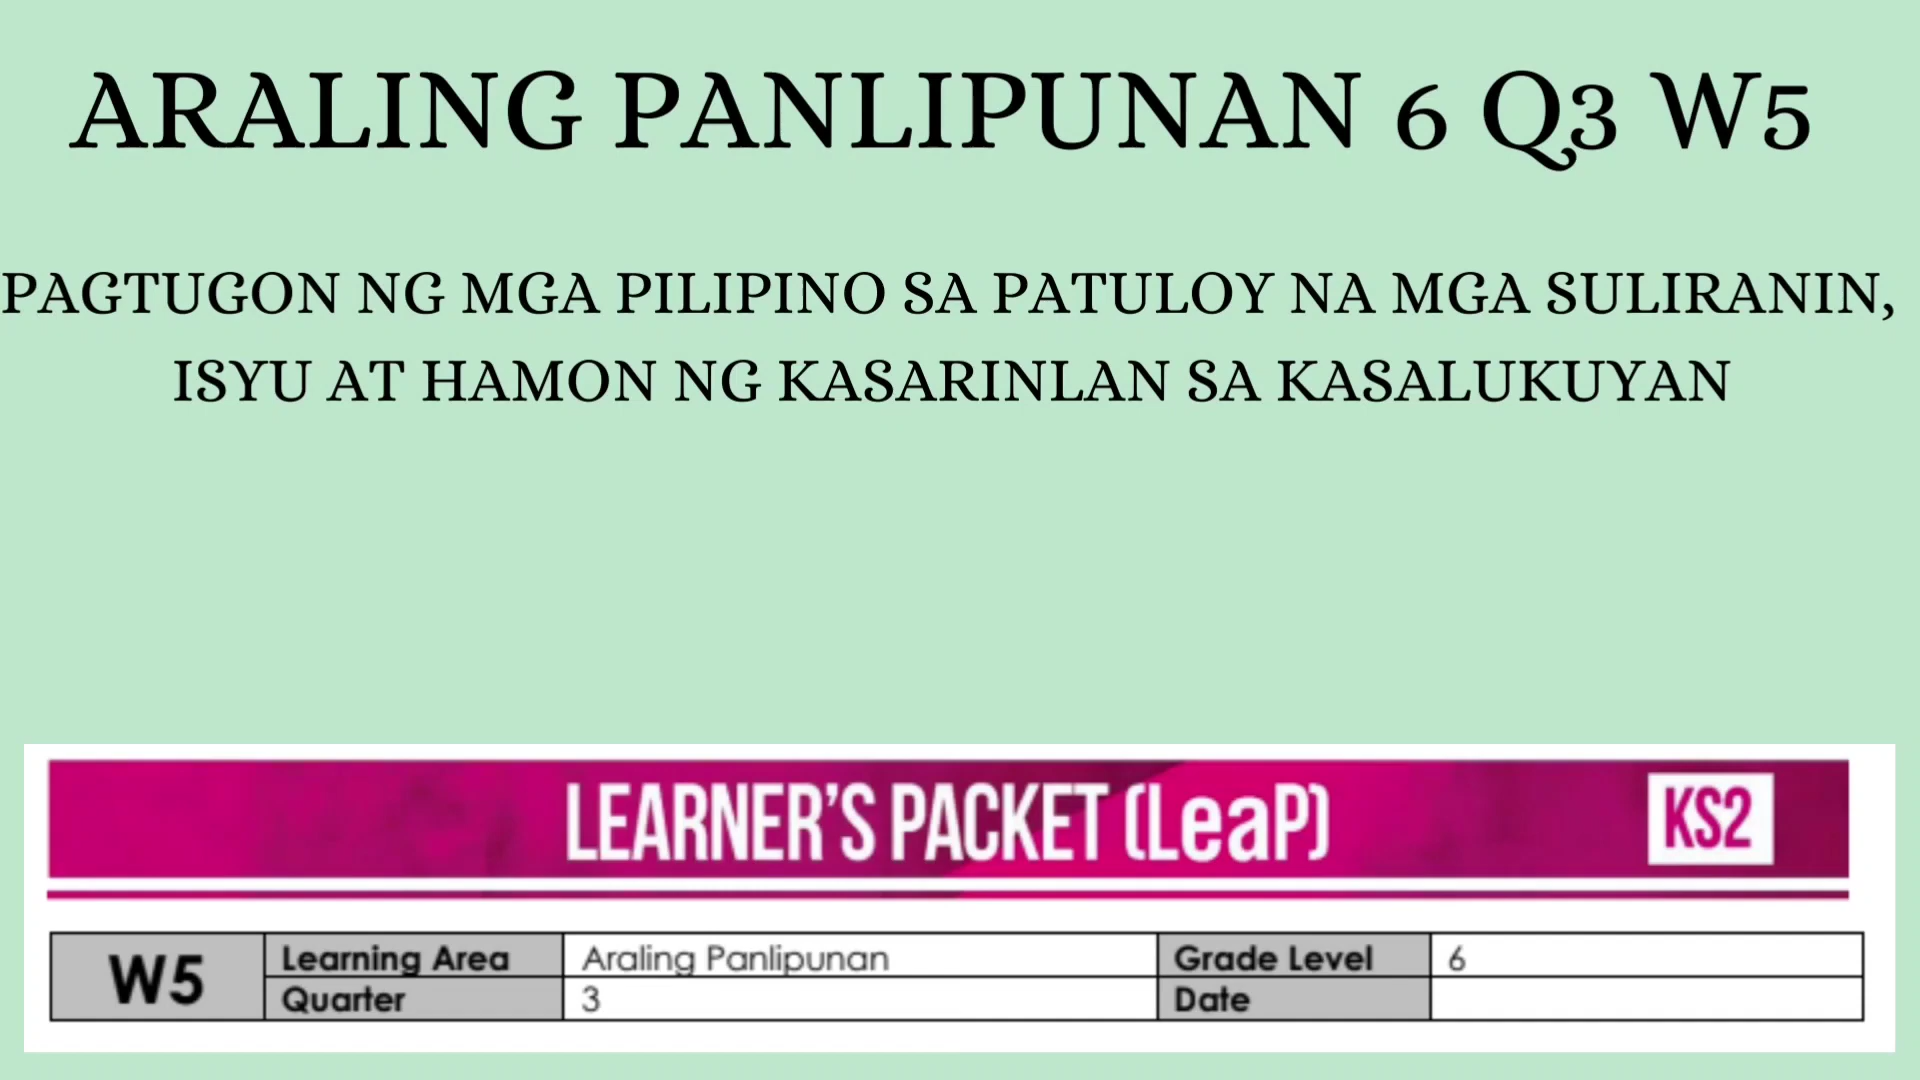 ARALING PANLIPUNAN 6 Q3 W5
PAGTUGON NG MGA PILIPINO SA PATULOY NA MGA SULIRANIN,
ISYU AT HAMON NG KASARINLAN SA KASALUKUYAN
LEARNER'S PACKET (LeaP)
KS2
W5
Learning Area
Araling Panlipunan
Grade Level
6
Quarter
3
Date